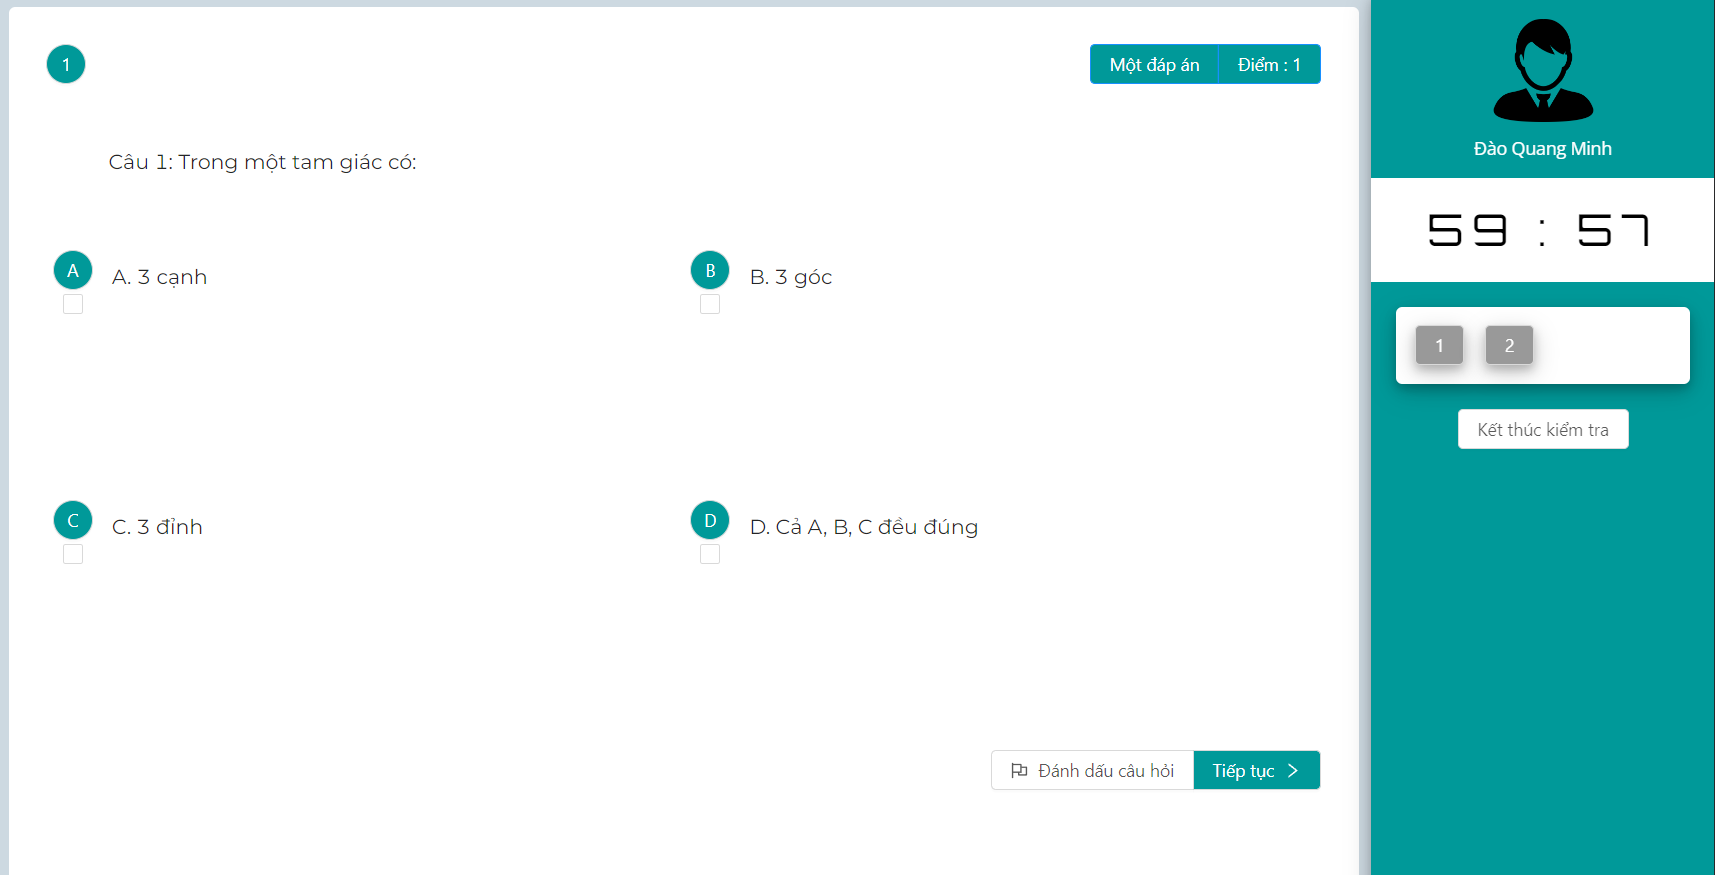 1
Một đáp án
Điểm : 1
Câu 1: Trong một tam giác có:
A
A. 3 cạnh
B
B. 3 góc
C
C. 3 đỉnh
D
D. Cả A, B, C đều đúng
Đánh dấu câu hỏi
Tiếp tục
Đào Quang Minh
59 : 57
1 2
Kết thúc kiểm tra